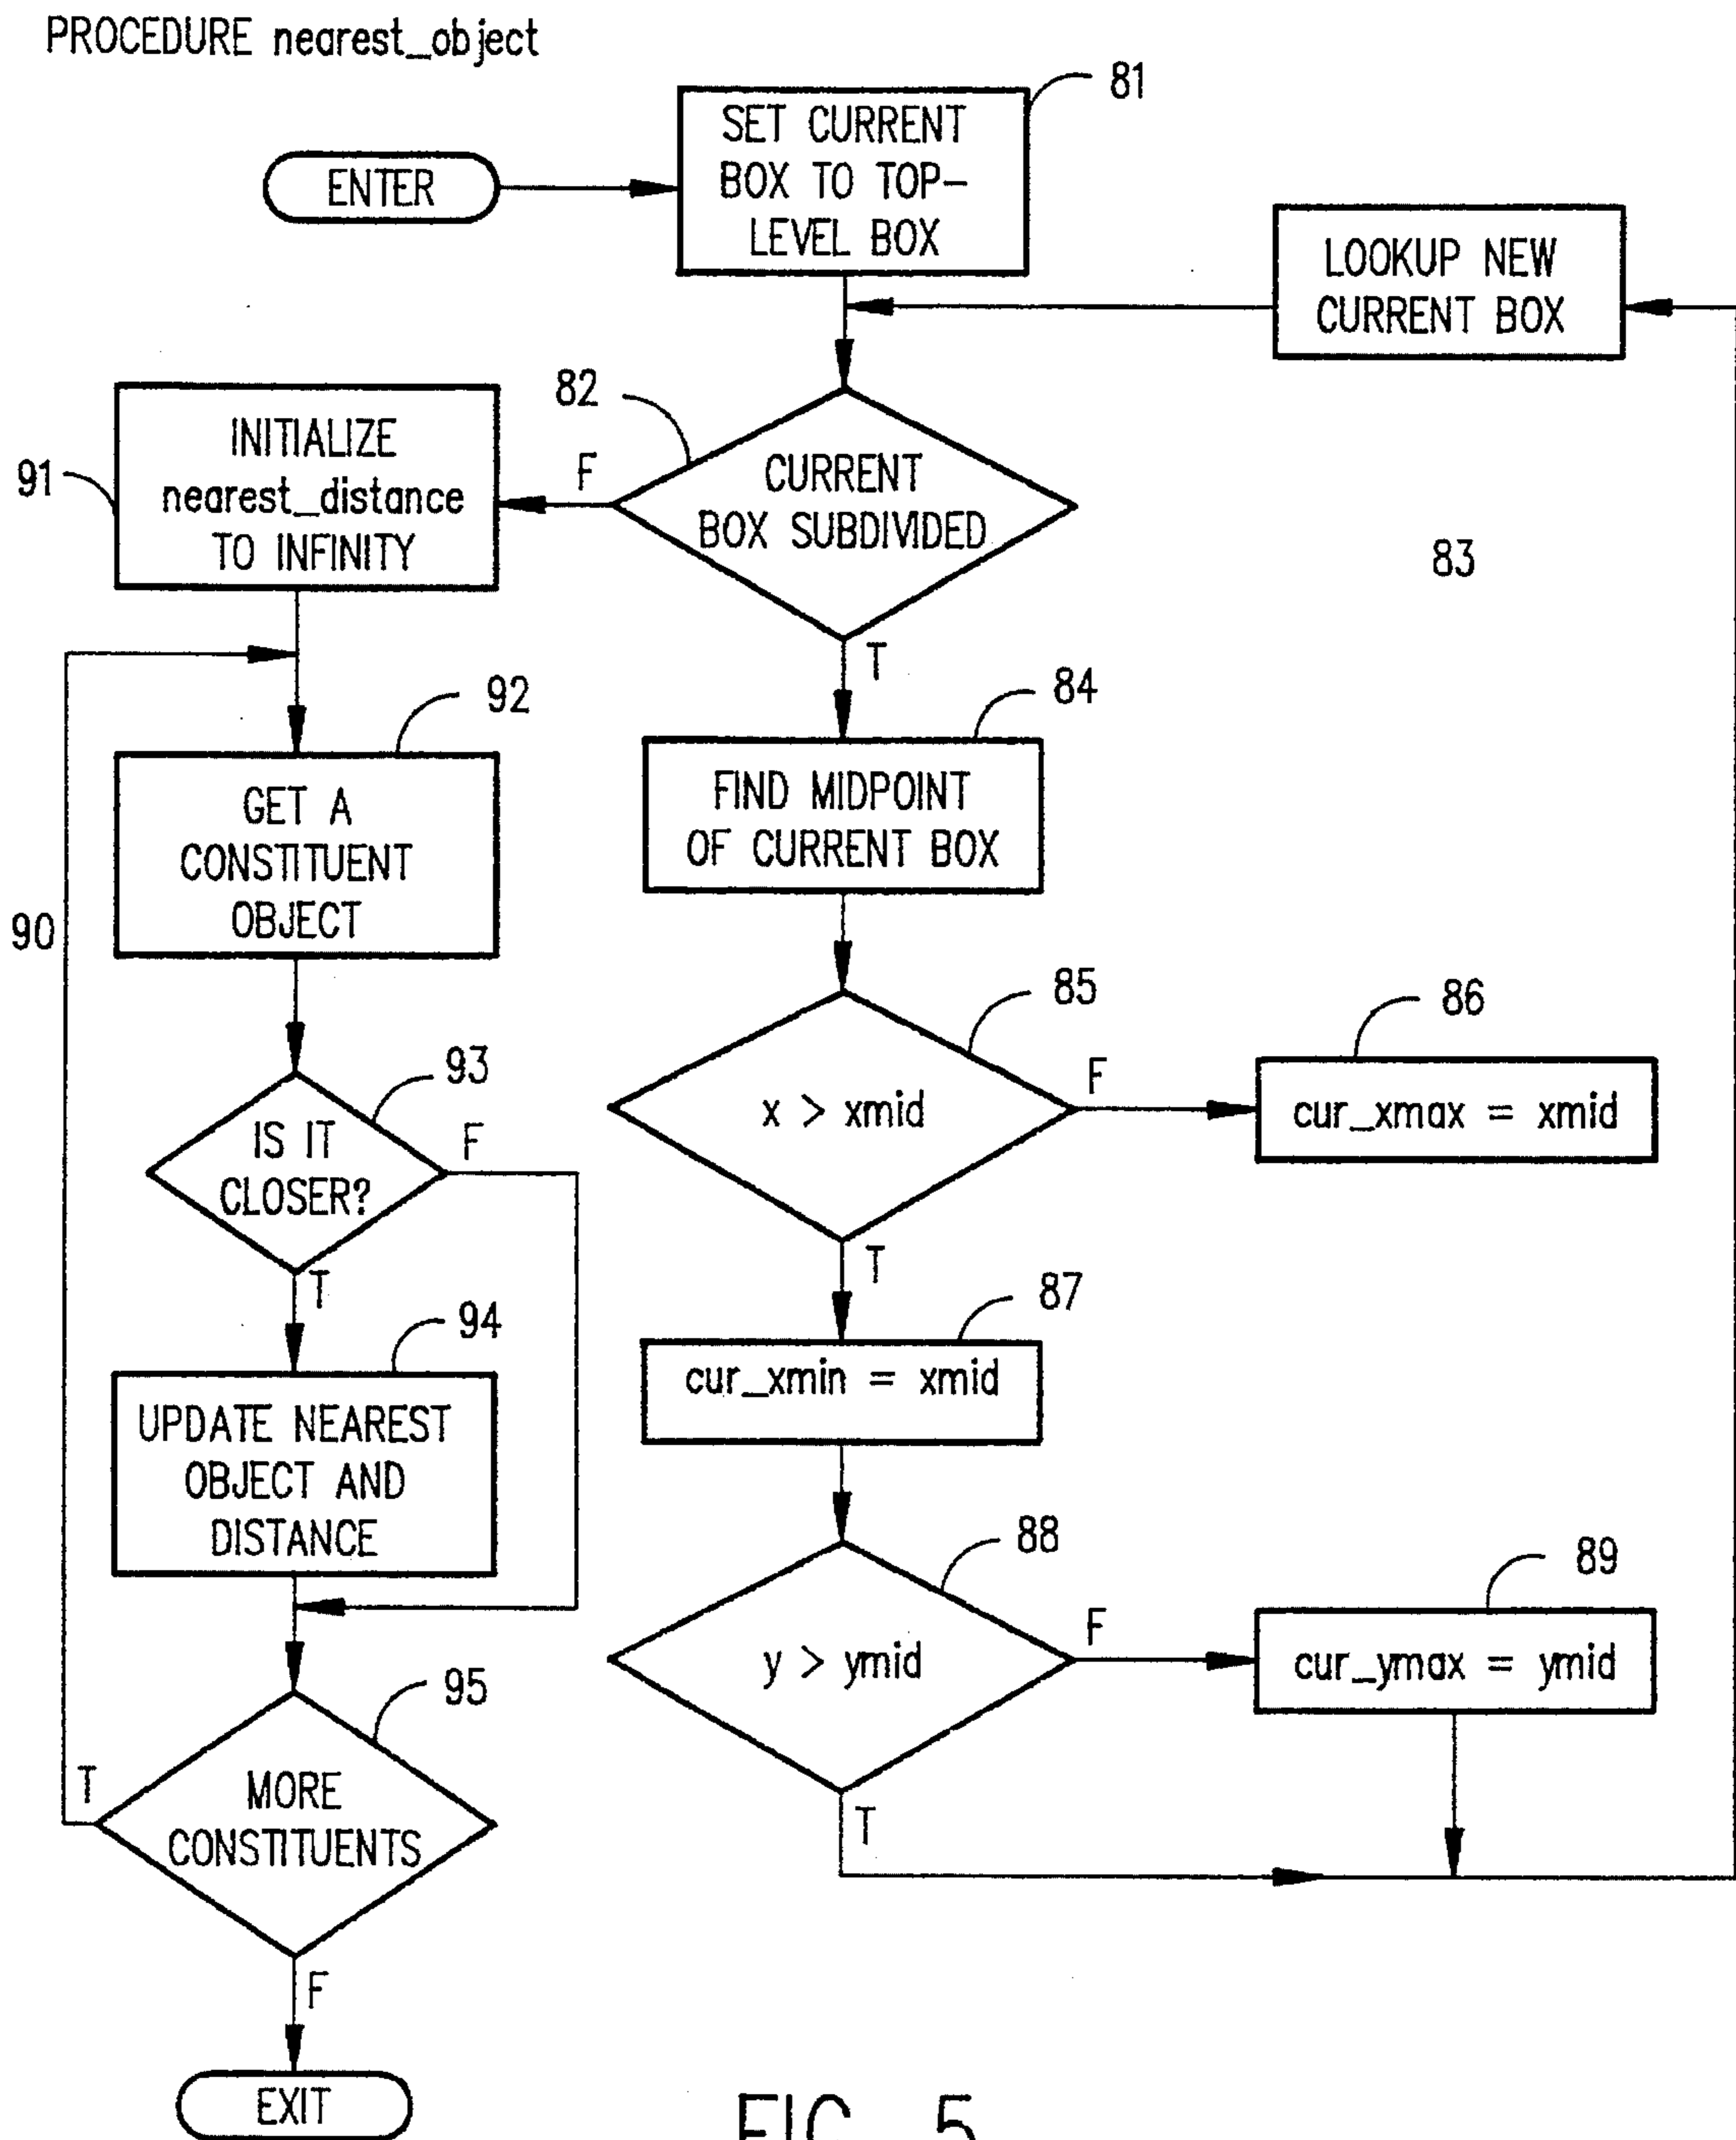 PROCEDURE nearest_object
81
SET CURRENT
BOX TO TOP-
LEVEL BOX
ENTER
LOOKUP NEW
CURRENT BOX
82
CURRENT
BOX SUBDIVIDED
F
T
83
91
INITIALIZE
nearest_distance
TO INFINITY
92
GET A
CONSTITUENT
OBJECT
90
84
FIND MIDPOINT
OF CURRENT BOX
93
IS IT
CLOSER?
F
T
85
x > xmid
F
T
86
cur_xmax = xmid
94
UPDATE NEAREST
OBJECT AND
DISTANCE
87
cur_xmin = xmid
88
y > ymid
F
T
89
cur_ymax = ymid
95
MORE
CONSTITUENTS
T
F
EXIT
FIG. 5